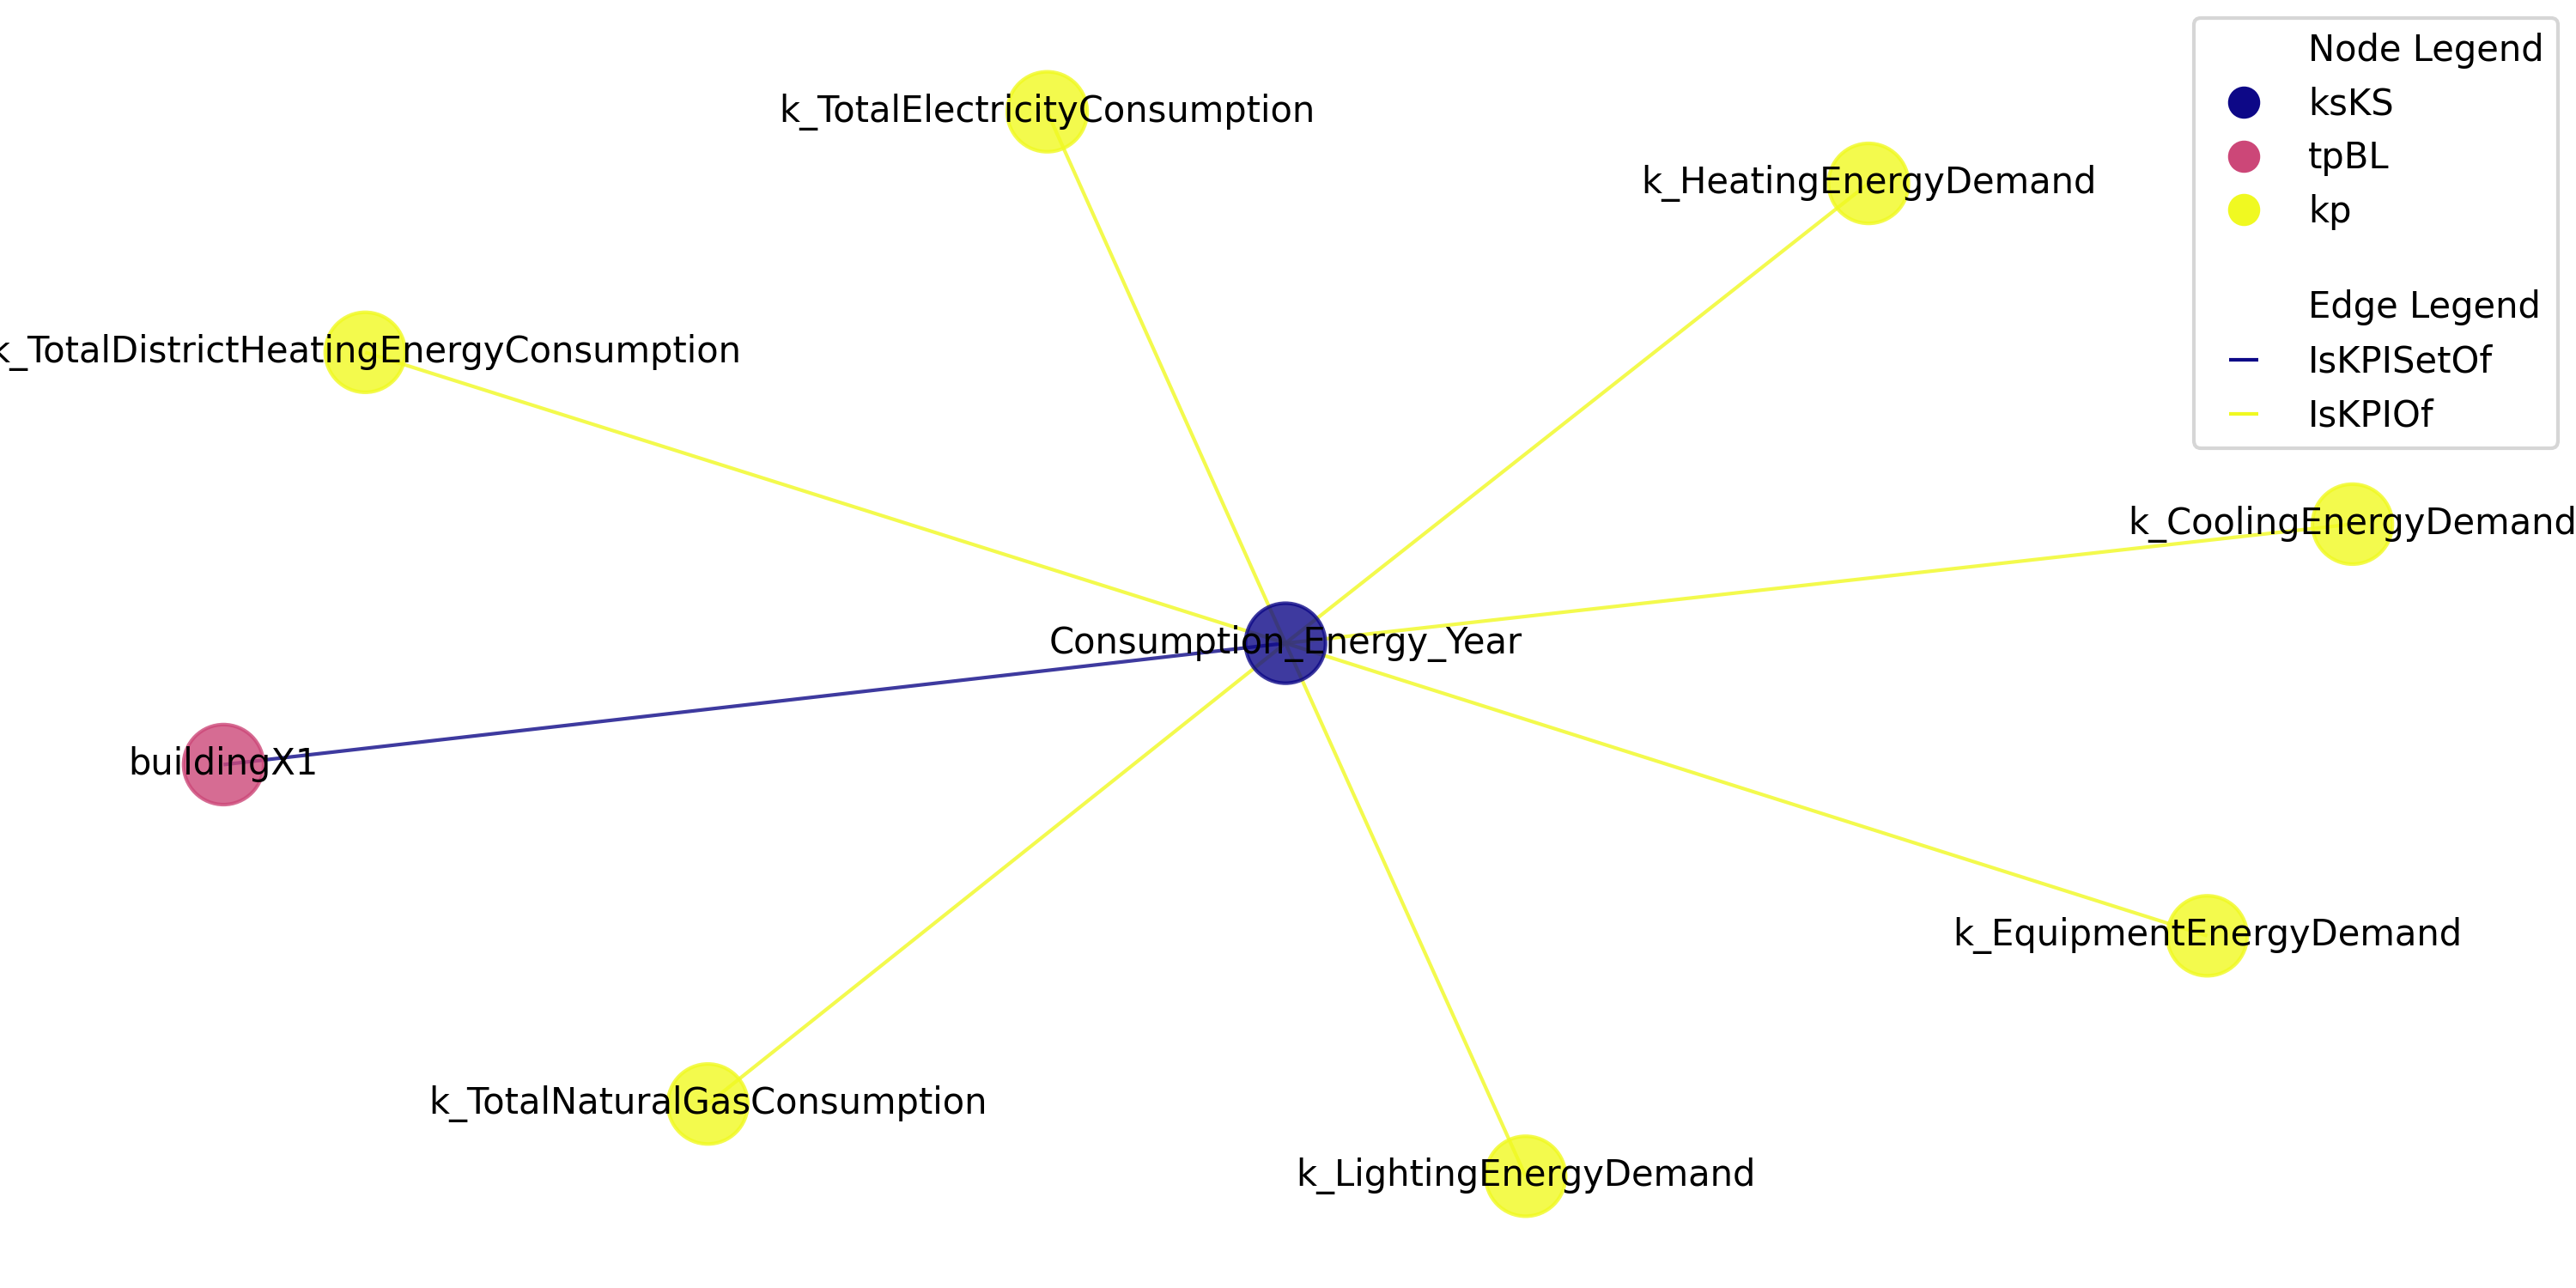 Node Legend
ksKS
tpBL
kp
Edge Legend
IsKPISetOf
IsKPIOf
k_TotalElectricityConsumption
k_HeatingEnergyDemand
k_TotalDistrictHeatingEnergyConsumption
k_CoolingEnergyDemand
Consumption_Energy_Year
buildingX1
k_EquipmentEnergyDemand
k_TotalNaturalGasConsumption
k_LightingEnergyDemand